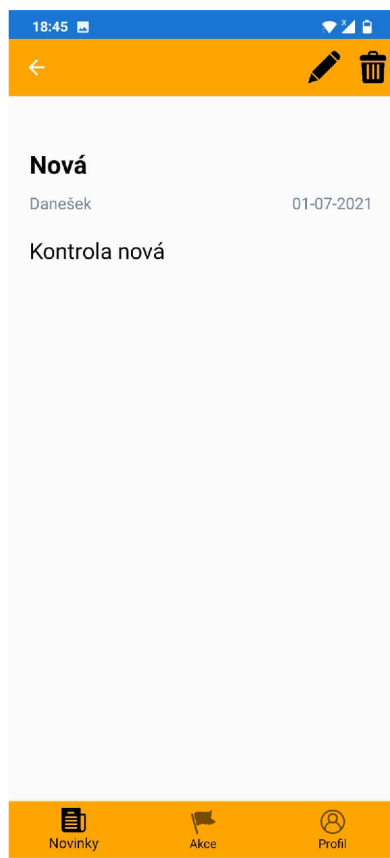 18:45
Nová
Danešek 01-07-2021
Kontrola nová
Novinky Akce Profil